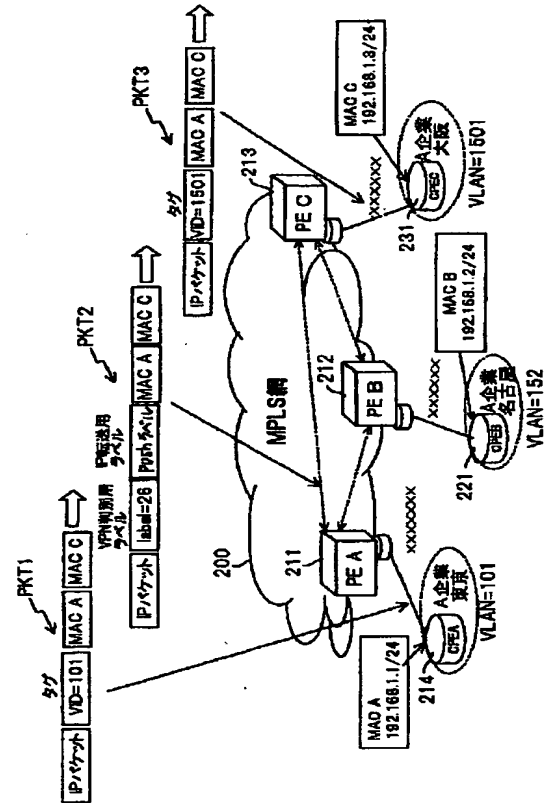 PKT1
タグ
IPパケット VID=101 MAC A MAC C
PKT2
VPN判別用ラベル
IP転送用ラベル
IPパケット label=26 Pushラベル MAC A MAC C
PKT3
タグ
IPパケット VID=1501 MAC A MAC C
200
MPLS網
211
PE A
212
PE B
213
PE C
XXXXXXX
XXXXXXX
XXXXXXX
MAC A
192.168.1.1/24
214
CPEA
A企業
東京
VLAN=101
MAC B
192.168.1.2/24
221
CPEB
A企業
名古屋
VLAN=152
MAC C
192.168.1.3/24
231
CPEC
A企業
大阪
VLAN=1501